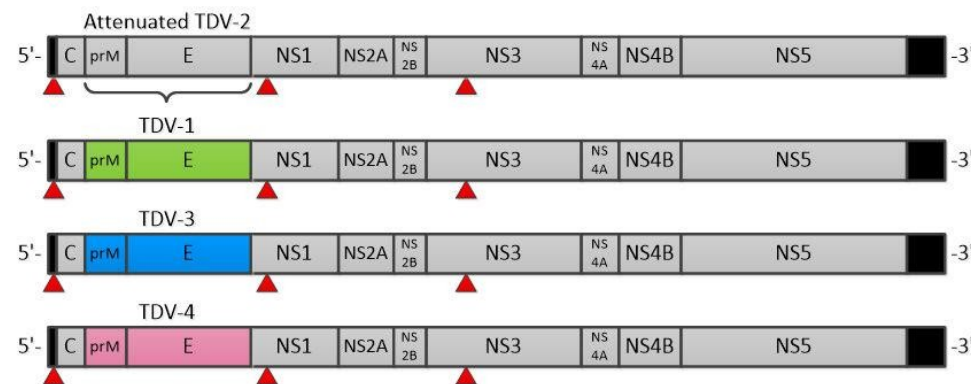 Attenuated TDV-2
5'- C prM E NS1 NS2A NS 2B NS3 NS 4A NS4B NS5 -3'
TDV-1
5'- C prM E NS1 NS2A NS 2B NS3 NS 4A NS4B NS5 -3'
TDV-3
5'- C prM E NS1 NS2A NS 2B NS3 NS 4A NS4B NS5 -3'
TDV-4
5'- C prM E NS1 NS2A NS 2B NS3 NS 4A NS4B NS5 -3'